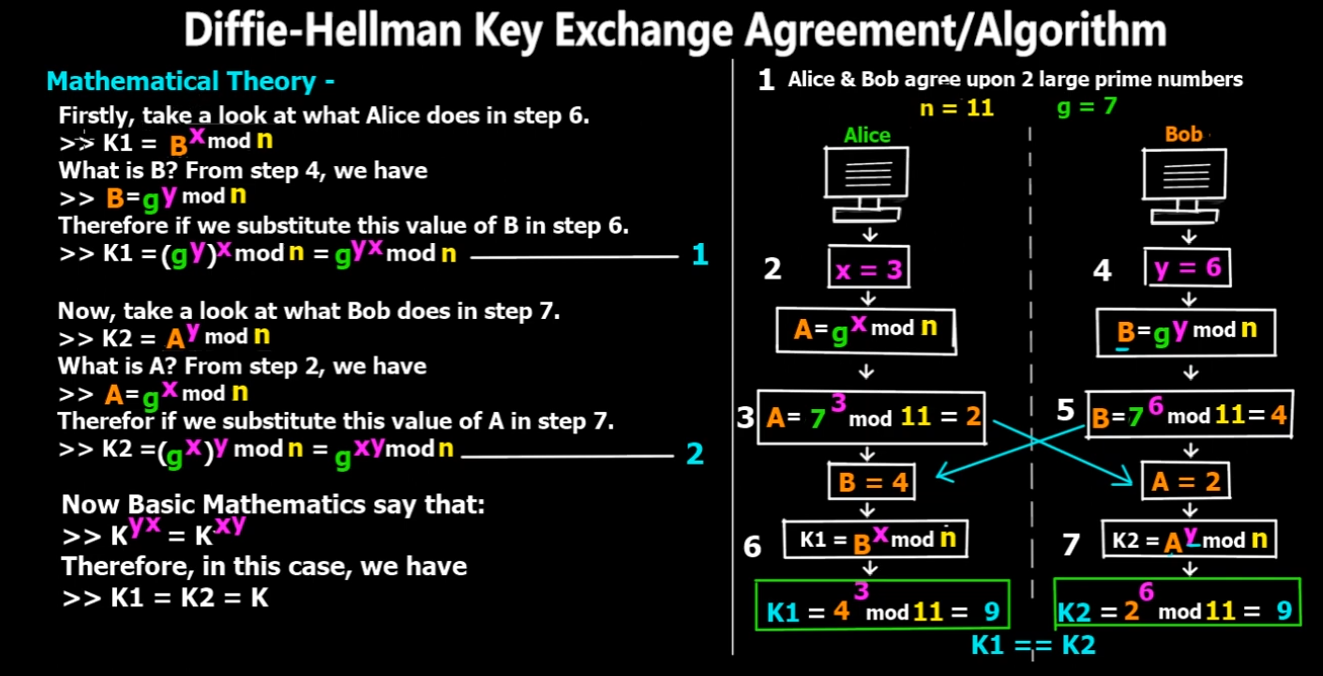 Diffie-Hellman Key Exchange Agreement/Algorithm
Mathematical Theory -
Firstly, take a look at what Alice does in step 6.
>> K1 = B^x mod n
What is B? From step 4, we have
>> B=g^y mod n
Therefore if we substitute this value of B in step 6.
>> K1 =(g^y)^x mod n = g^yx mod n 1
Now, take a look at what Bob does in step 7.
>> K2 = A^y mod n
What is A? From step 2, we have
>> A=g^x mod n
Therefor if we substitute this value of A in step 7.
>> K2 =(g^x)^y mod n = g^xy mod n 2
Now Basic Mathematics say that:
>> K^yx = K^xy
Therefore, in this case, we have
>> K1 = K2 = K
1 Alice & Bob agree upon 2 large prime numbers
n = 11 g = 7
Alice
2 x = 3
A=g^x mod n
3 A= 7^3 mod 11 = 2
B = 4
6 K1 = B^x mod n
K1 = 4^3 mod 11 = 9
Bob
4 y = 6
B=g^y mod n
5 B=7^6 mod 11= 4
A = 2
7 K2 = A^y mod n
K2 = 2^6 mod 11 = 9
K1 == K2